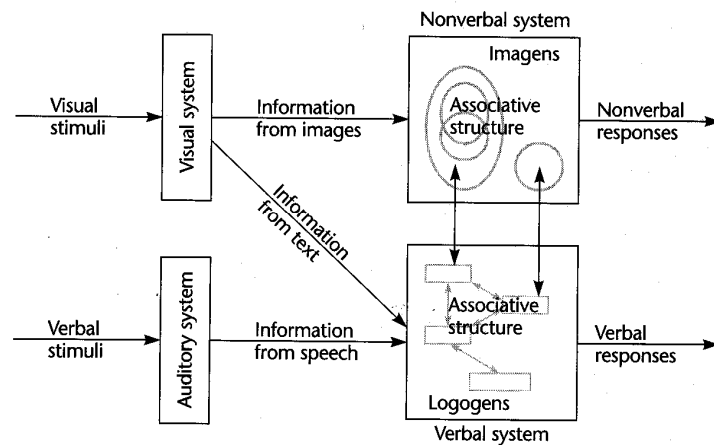 Nonverbal system
Imagens
Visual
stimuli
Visual system
Information
from images
Associative
structure
Nonverbal
responses
Information
from text
Verbal
stimuli
Auditory system
Information
from speech
Associative
structure
Logogens
Verbal
responses
Verbal system